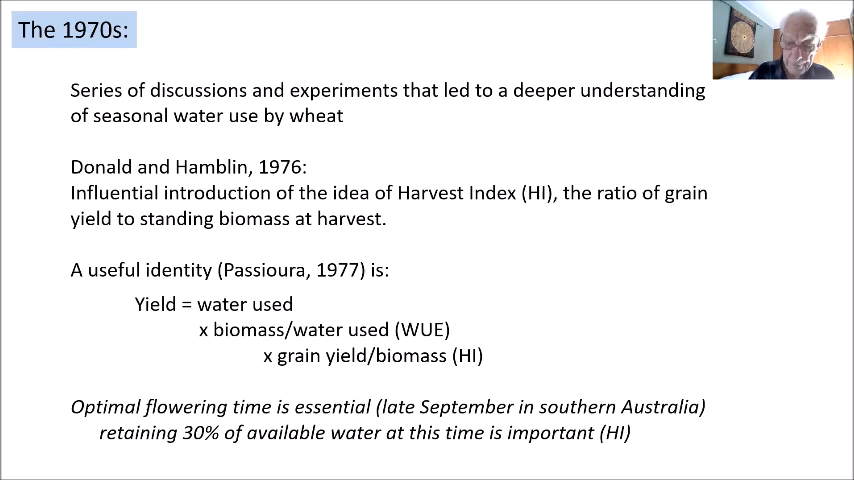 The 1970s:
Series of discussions and experiments that led to a deeper understanding
of seasonal water use by wheat
Donald and Hamblin, 1976:
Influential introduction of the idea of Harvest Index (HI), the ratio of grain
yield to standing biomass at harvest.
A useful identity (Passioura, 1977) is:
Yield = water used
x biomass/water used (WUE)
x grain yield/biomass (HI)
Optimal flowering time is essential (late September in southern Australia)
retaining 30% of available water at this time is important (HI)